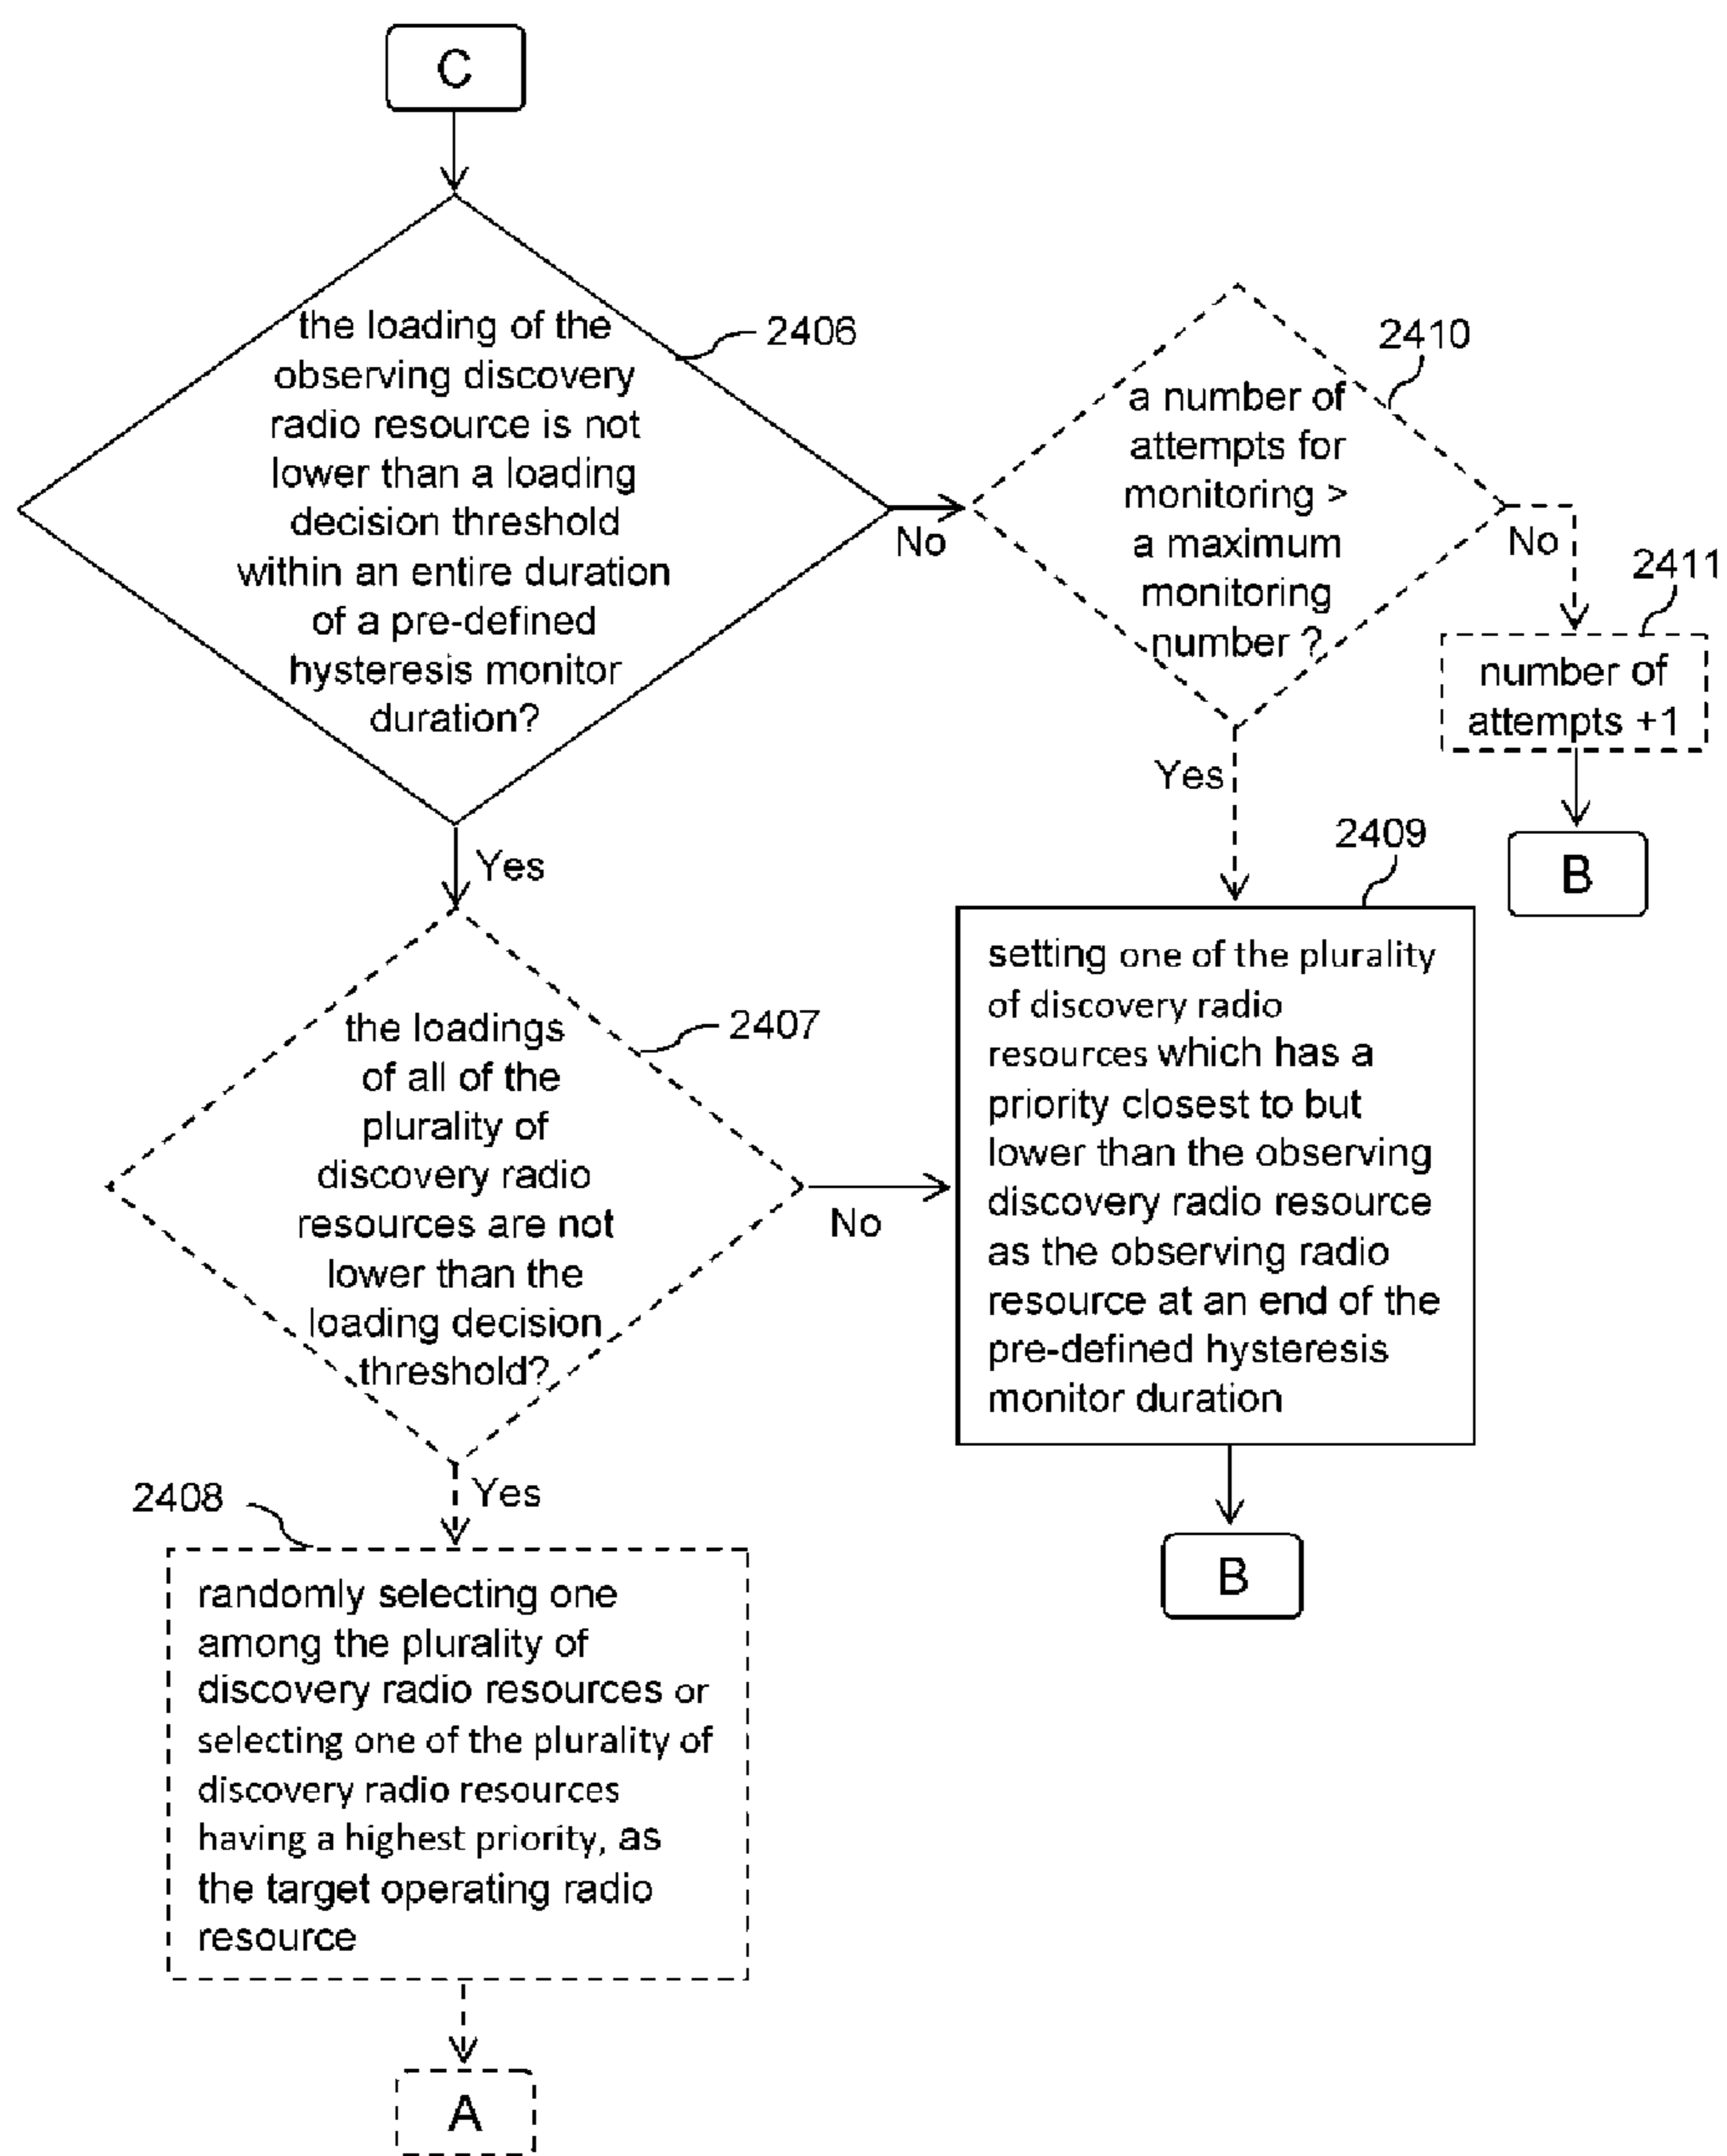 C
the loading of the
observing discovery
radio resource is not
lower than a loading
decision threshold
within an entire duration
of a pre-defined
hysteresis monitor
duration?
2406
No
Yes
a number of
attempts for
monitoring >
a maximum
monitoring
number ?
2410
No
Yes
2411
number of
attempts +1
B
the loadings
of all of the
plurality of
discovery radio
resources are not
lower than the
loading decision
threshold?
2407
No
Yes
2409
setting one of the plurality
of discovery radio
resources which has a
priority closest to but
lower than the observing
discovery radio resource
as the observing radio
resource at an end of the
pre-defined hysteresis
monitor duration
B
2408
randomly selecting one
among the plurality of
discovery radio resources or
selecting one of the plurality of
discovery radio resources
having a highest priority, as
the target operating radio
resource
A